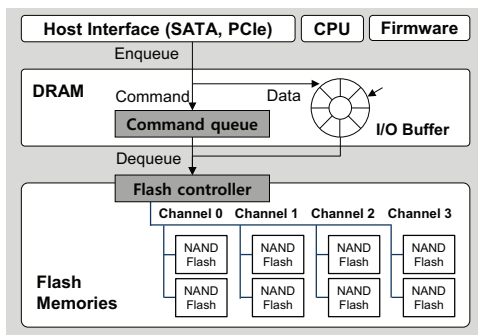 Host Interface (SATA, PCIe)
CPU
Firmware
Enqueue
DRAM
Command
Data
Command queue
I/O Buffer
Dequeue
Flash controller
Channel 0
Channel 1
Channel 2
Channel 3
NAND
Flash
NAND
Flash
NAND
Flash
NAND
Flash
NAND
Flash
NAND
Flash
NAND
Flash
NAND
Flash
Flash
Memories